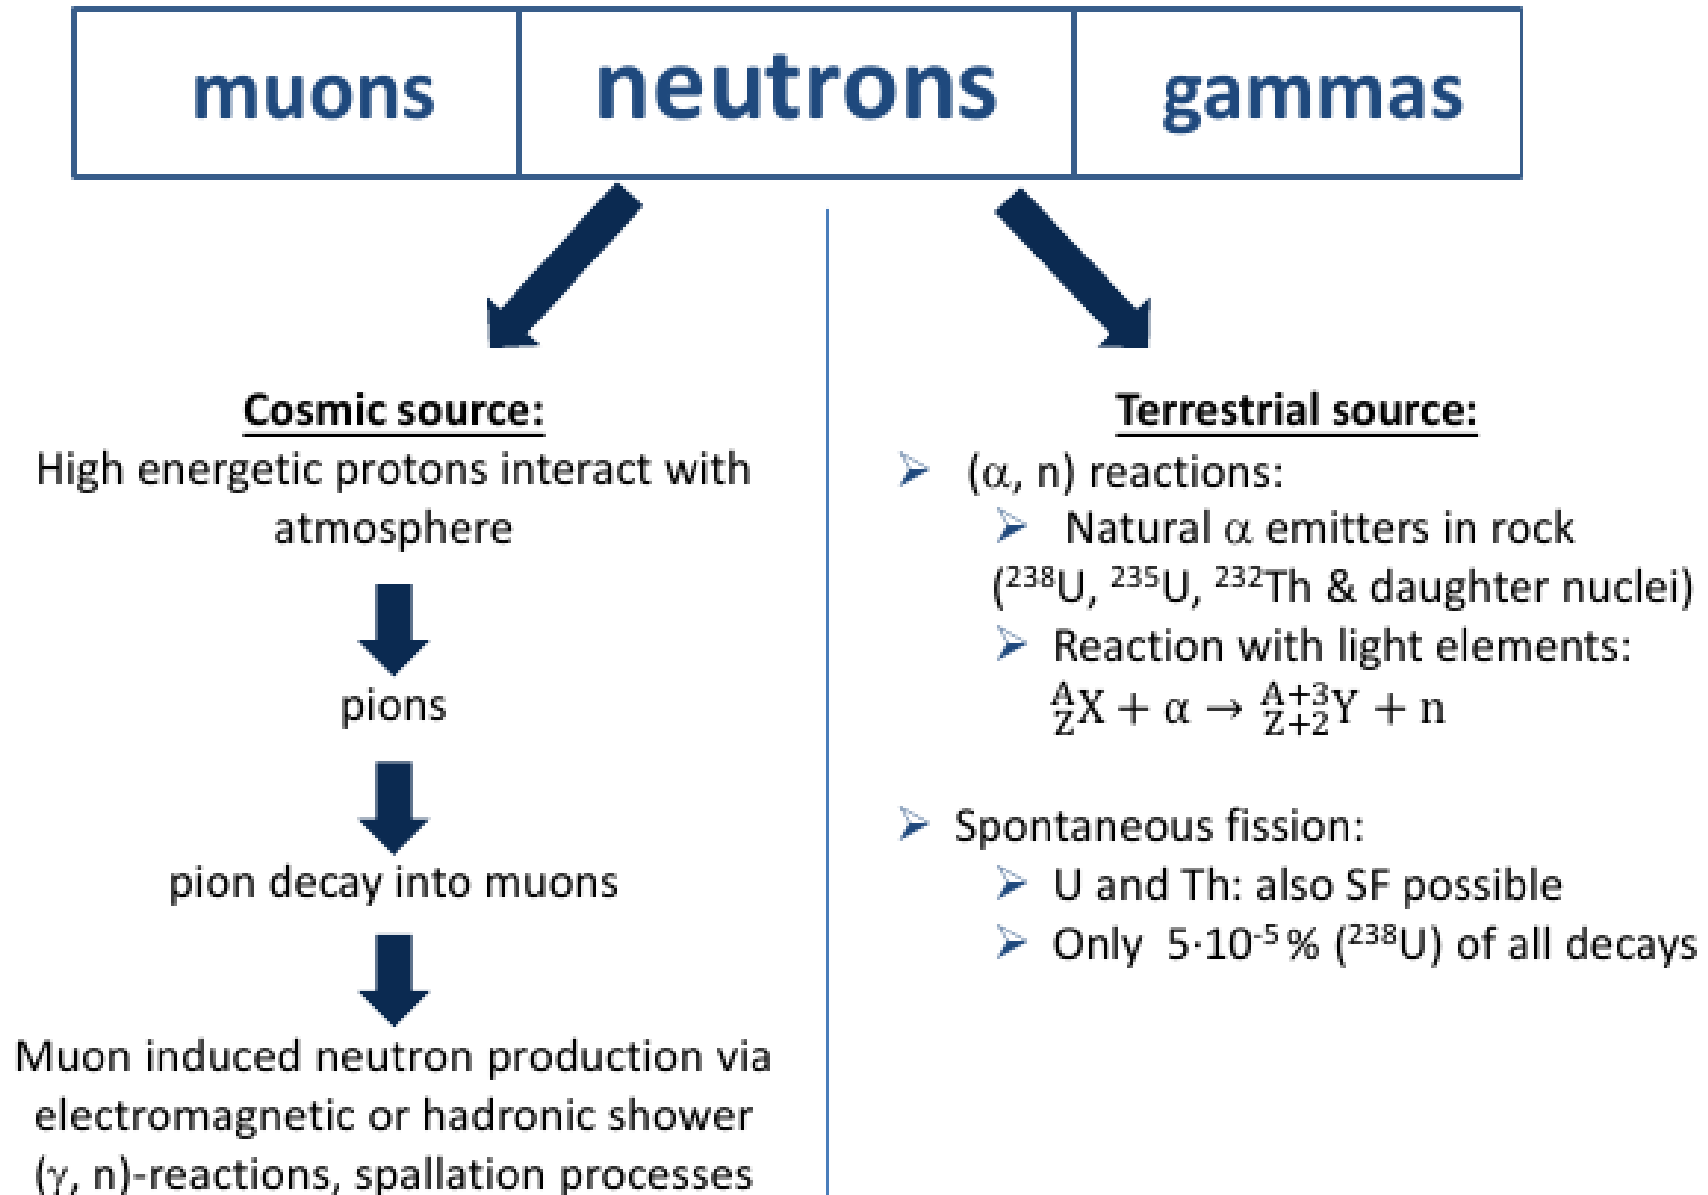 muons neutrons gammas
Cosmic source:
High energetic protons interact with
atmosphere
pions
pion decay into muons
Muon induced neutron production via
electromagnetic or hadronic shower
(γ, n)-reactions, spallation processes
Terrestrial source:
➢ (α, n) reactions:
➢ Natural α emitters in rock
(²³⁸U, ²³⁵U, ²³²Th & daughter nuclei)
➢ Reaction with light elements:
$^{A}_{Z}$X + α → $^{A+3}_{Z+2}$Y + n
➢ Spontaneous fission:
➢ U and Th: also SF possible
➢ Only 5·10⁻⁵ % (²³⁸U) of all decays